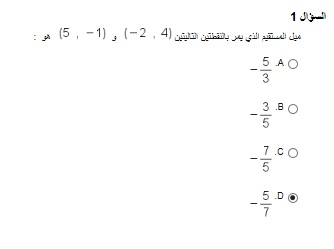 السؤال 1
ميل المستقيم الذي يمر بالنقطتين التاليتين (4 , 2−) و (1− , 5) هو :
A. −5/3
B. −3/5
C. −7/5
D. −5/7